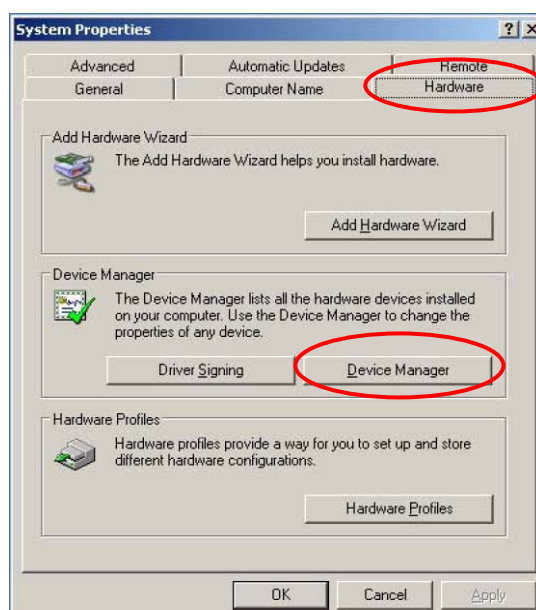 System Properties
Advanced Automatic Updates Remote
General Computer Name Hardware
Add Hardware Wizard
The Add Hardware Wizard helps you install hardware.
Add Hardware Wizard
Device Manager
The Device Manager lists all the hardware devices installed
on your computer. Use the Device Manager to change the
properties of any device.
Driver Signing Device Manager
Hardware Profiles
Hardware profiles provide a way for you to set up and store
different hardware configurations.
Hardware Profiles
OK Cancel Apply